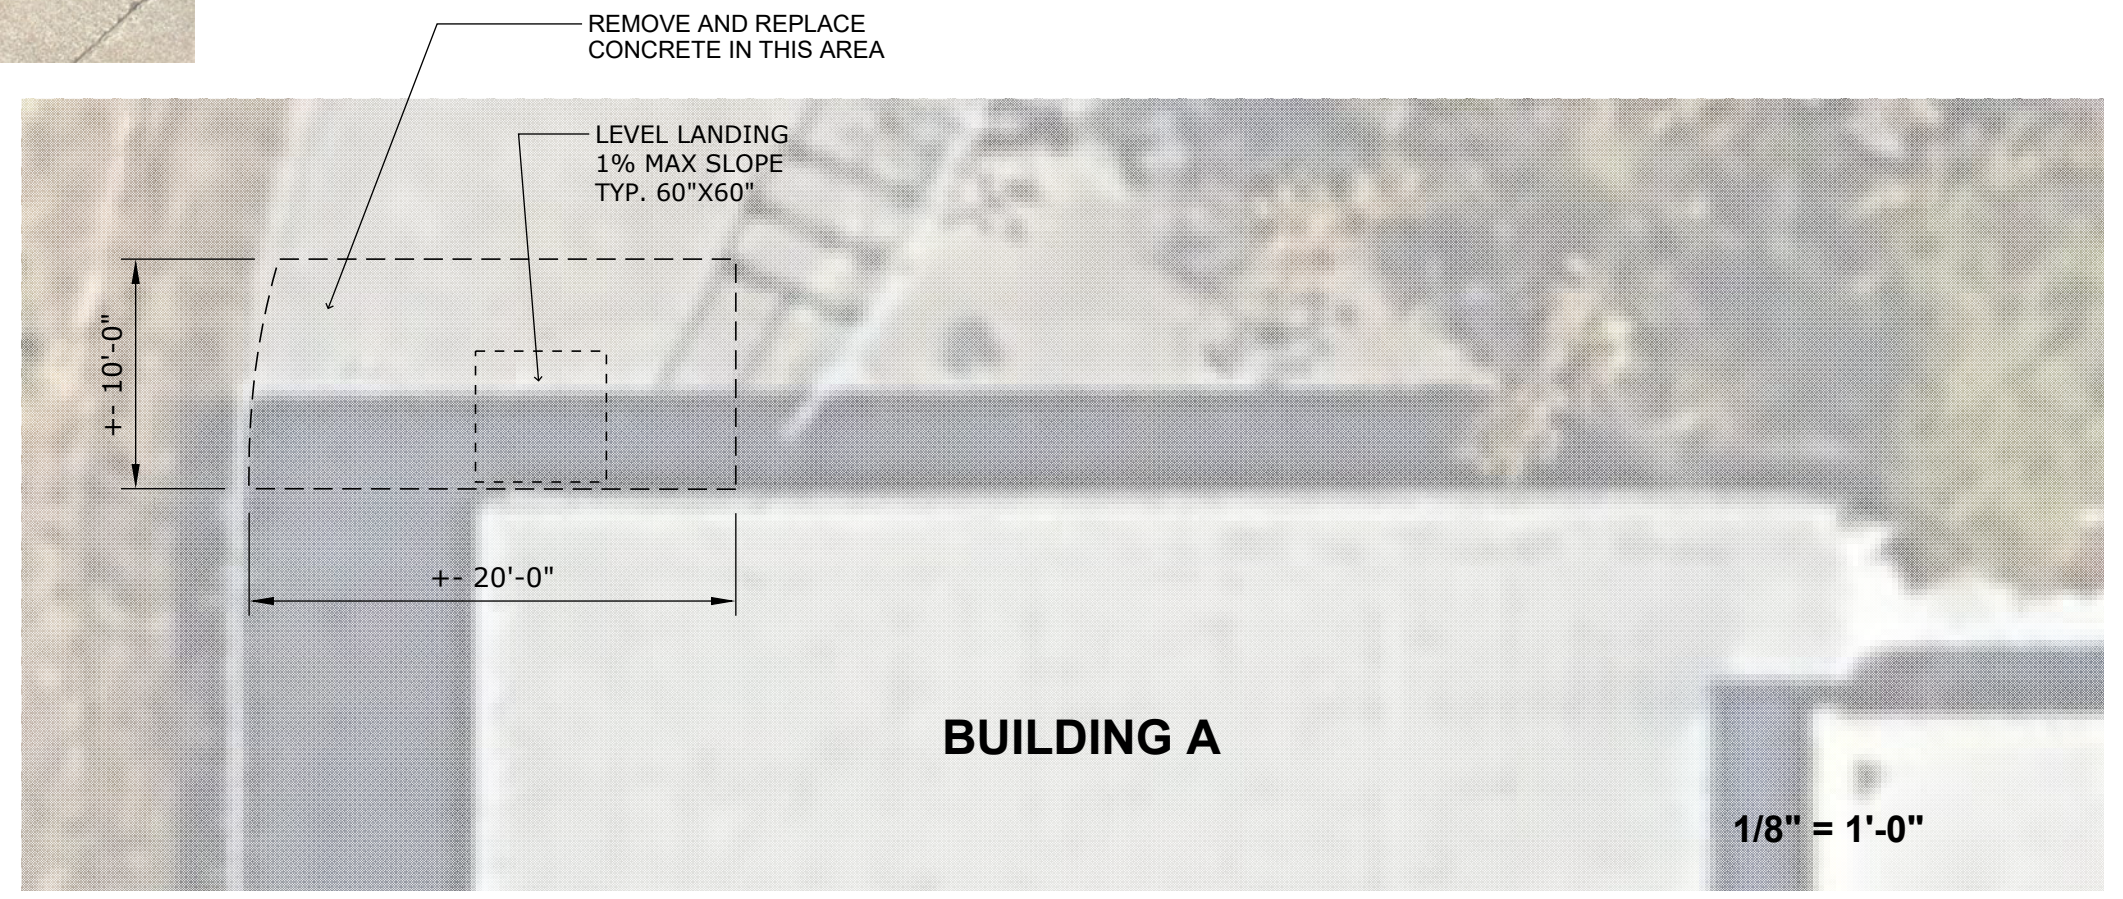 REMOVE AND REPLACE
CONCRETE IN THIS AREA
LEVEL LANDING
1% MAX SLOPE
TYP. 60"X60"
+- 10'-0"
+- 20'-0"
BUILDING A
1/8" = 1'-0"